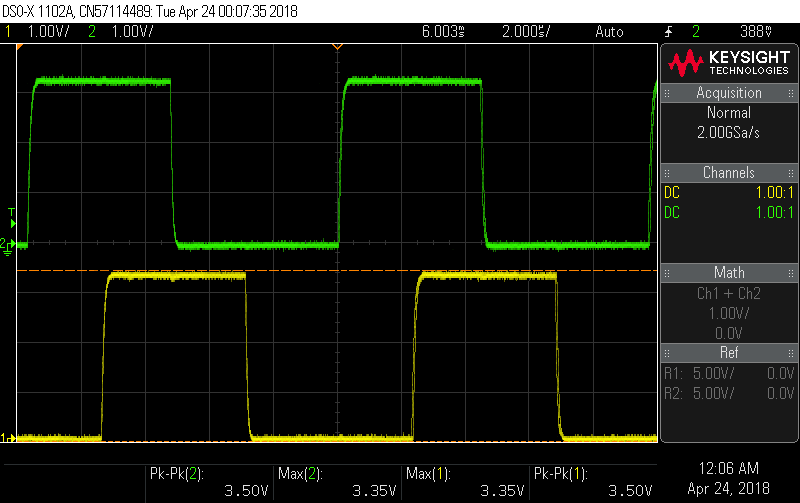 DSO-X 1102A, CN57114489: Tue Apr 24 00:07:35 2018
1 1.00V/ 2 1.00V/ 6.003s 2.000s/ Auto 2 388mV
KEYSIGHT
TECHNOLOGIES
Acquisition
Normal
2.00GSa/s
Channels
DC 1.00:1
DC 1.00:1
Math
Ch1 + Ch2
1.00V/
0.0V
Ref
R1: 5.00V/ 0.0V
R2: 5.00V/ 0.0V
T
2
1
Pk-Pk(2): Max(2): Max(1): Pk-Pk(1):
3.50V 3.35V 3.35V 3.50V
12:06 AM
Apr 24, 2018